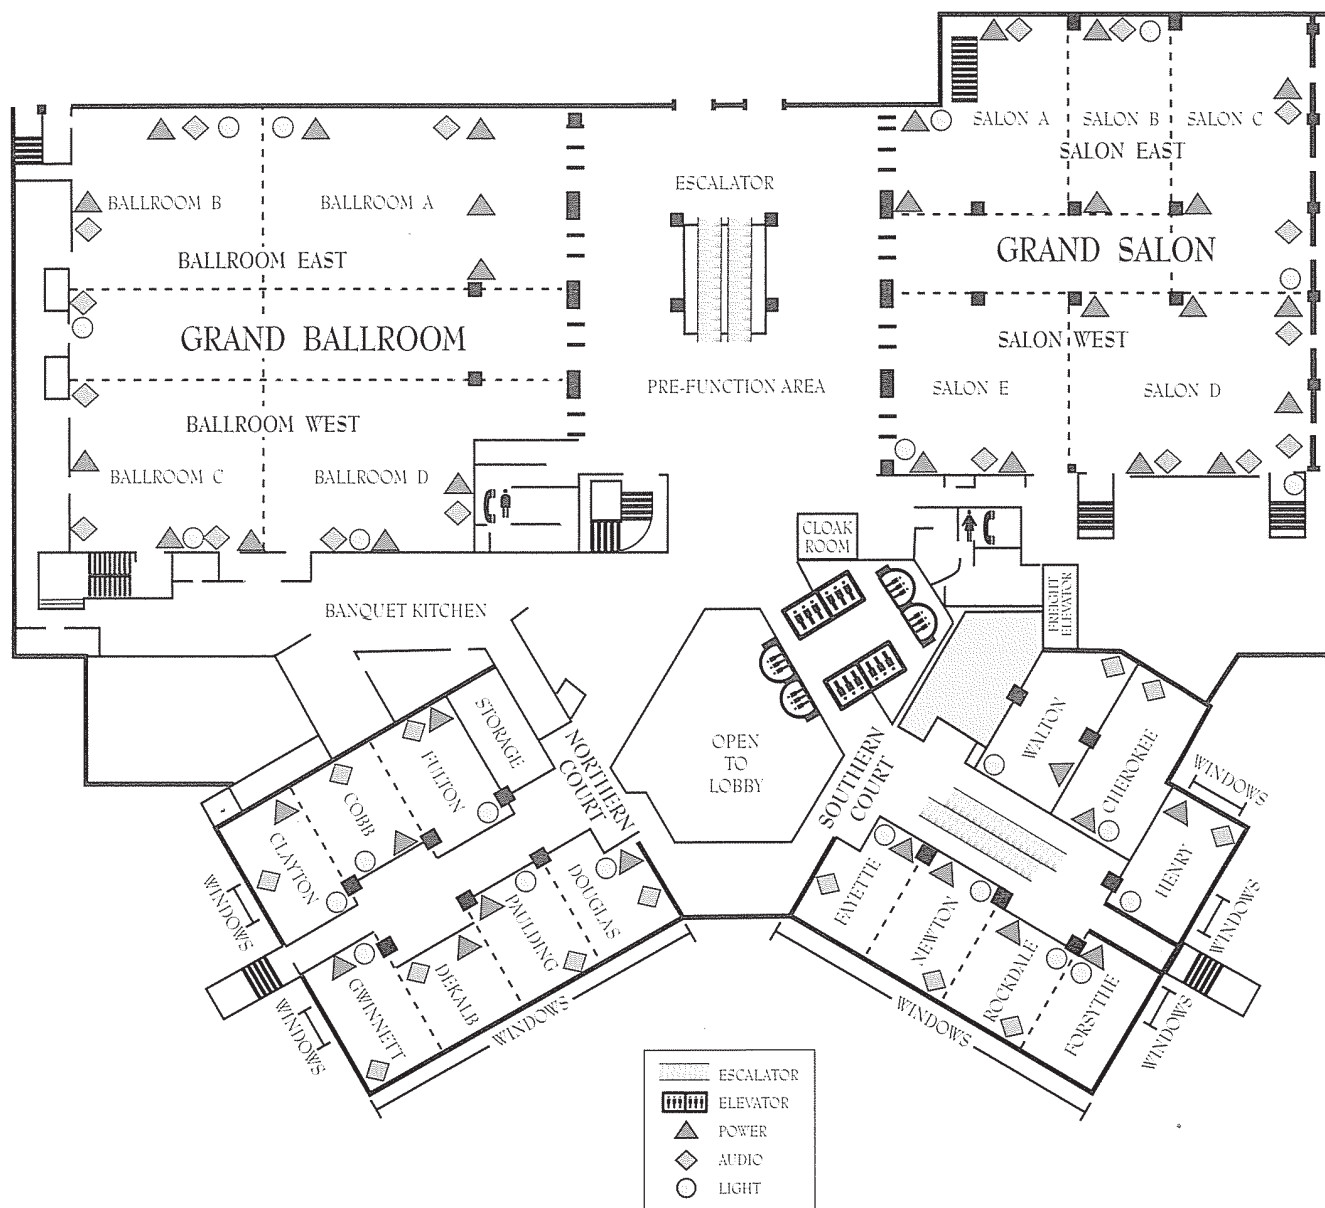 SALON A
SALON B
SALON C
SALON EAST
ESCALATOR
BALLROOM B
BALLROOM A
BALLROOM EAST
GRAND SALON
GRAND BALLROOM
SALON WEST
PRE-FUNCTION AREA
SALON E
SALON D
BALLROOM WEST
BALLROOM C
BALLROOM D
CLOAK
ROOM
BANQUET KITCHEN
FREIGHT
ELEVATOR
STORAGE
FULTON
COBB
CLAYTON
NORTHERN
COURT
OPEN
TO
LOBBY
SOUTHERN
COURT
WALTON
CHEROKEE
WINDOWS
HENRY
WINDOWS
WINDOWS
DOUGLAS
PAULDING
DEKALB
GWINNETT
WINDOWS
WINDOWS
FAYETTE
NEWTON
ROCKDALE
FORSYTHE
WINDOWS
WINDOWS
ESCALATOR
ELEVATOR
POWER
AUDIO
LIGHT